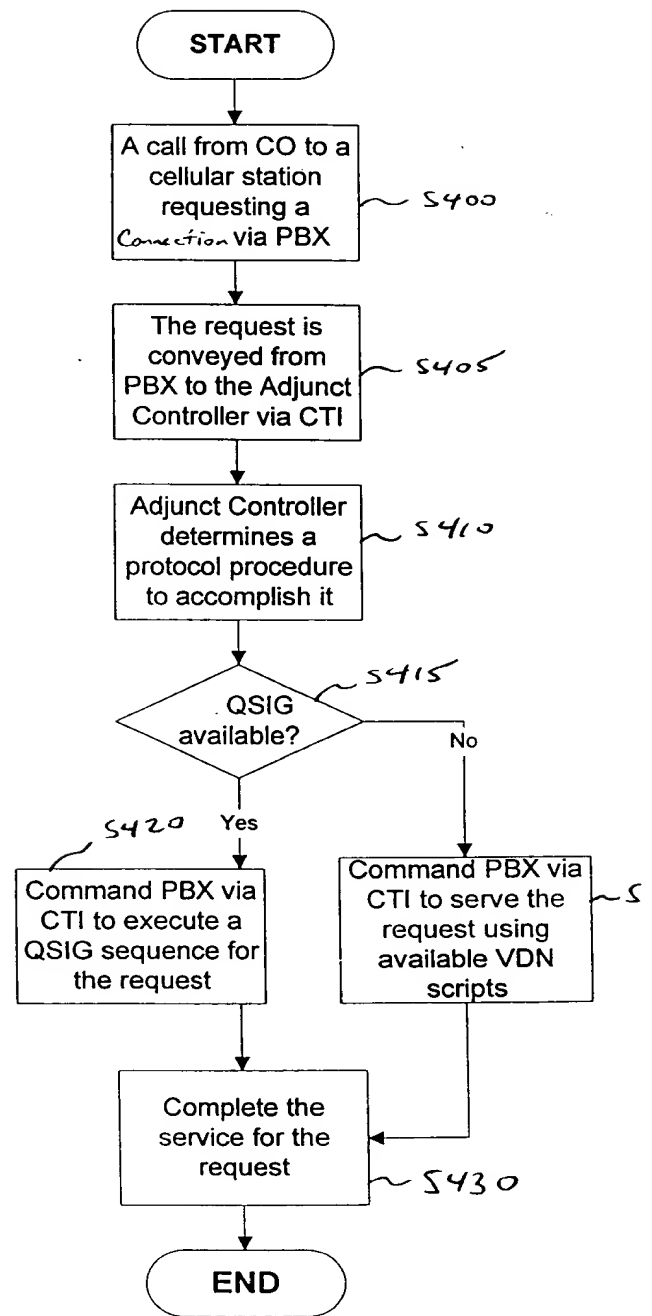 START
A call from CO to a
cellular station
requesting a
Connection via PBX
S400
The request is
conveyed from
PBX to the Adjunct
Controller via CTI
S405
Adjunct Controller
determines a
protocol procedure
to accomplish it
S410
QSIG
available?
S415
No
Yes
S420
Command PBX via
CTI to execute a
QSIG sequence for
the request
Command PBX via
CTI to serve the
request using
available VDN
scripts
S
Complete the
service for the
request
S430
END